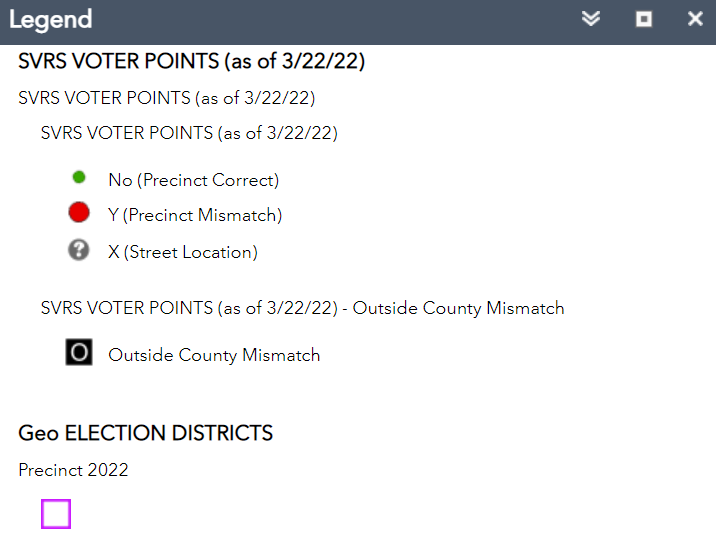 Legend
SVRS VOTER POINTS (as of 3/22/22)
SVRS VOTER POINTS (as of 3/22/22)
SVRS VOTER POINTS (as of 3/22/22)
No (Precinct Correct)
Y (Precinct Mismatch)
? X (Street Location)
SVRS VOTER POINTS (as of 3/22/22) - Outside County Mismatch
O Outside County Mismatch
Geo ELECTION DISTRICTS
Precinct 2022